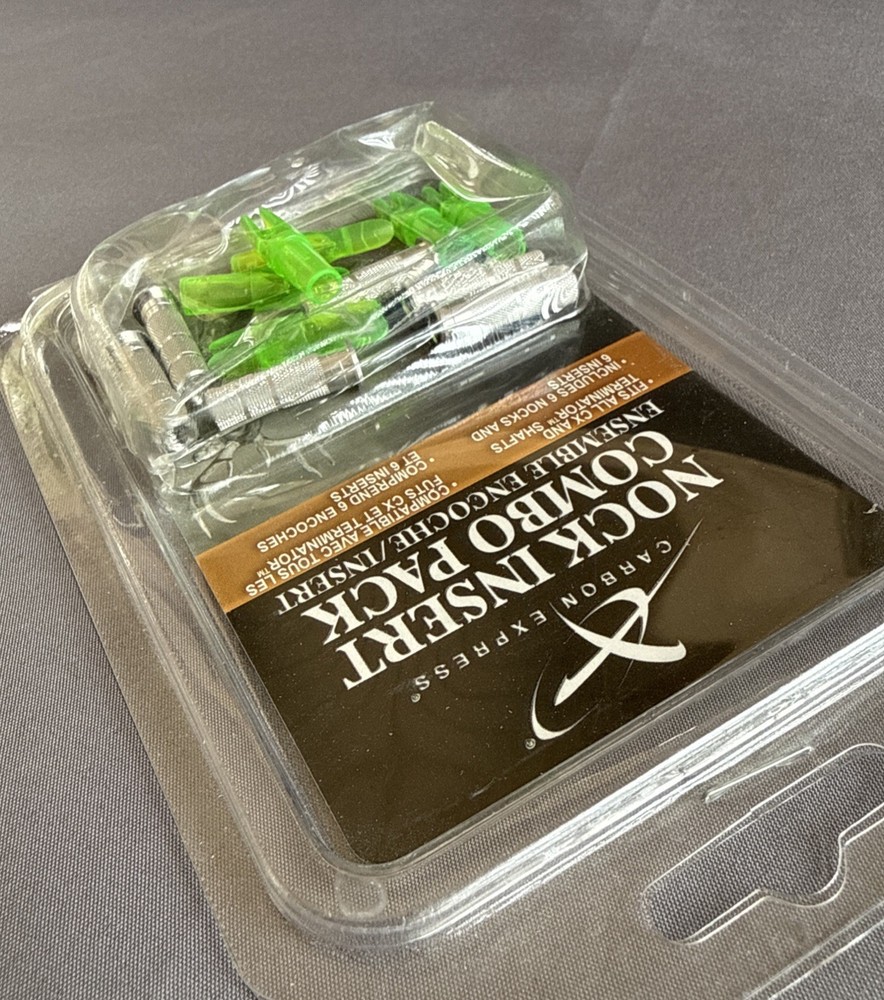 ®
CARBON EXPRESS®
NOCK INSERT
COMBO PACK
ENSEMBLE ENCOCHE/INSERT
• FITS ALL CX AND
TERMINATOR™ SHAFTS
• INCLUDES 6 NOCKS AND
6 INSERTS
• COMPATIBLE AVEC TOUS LES
FUTS CX ET TERMINATOR™
• COMPREND 6 ENCOCHES
ET 6 INSERTS